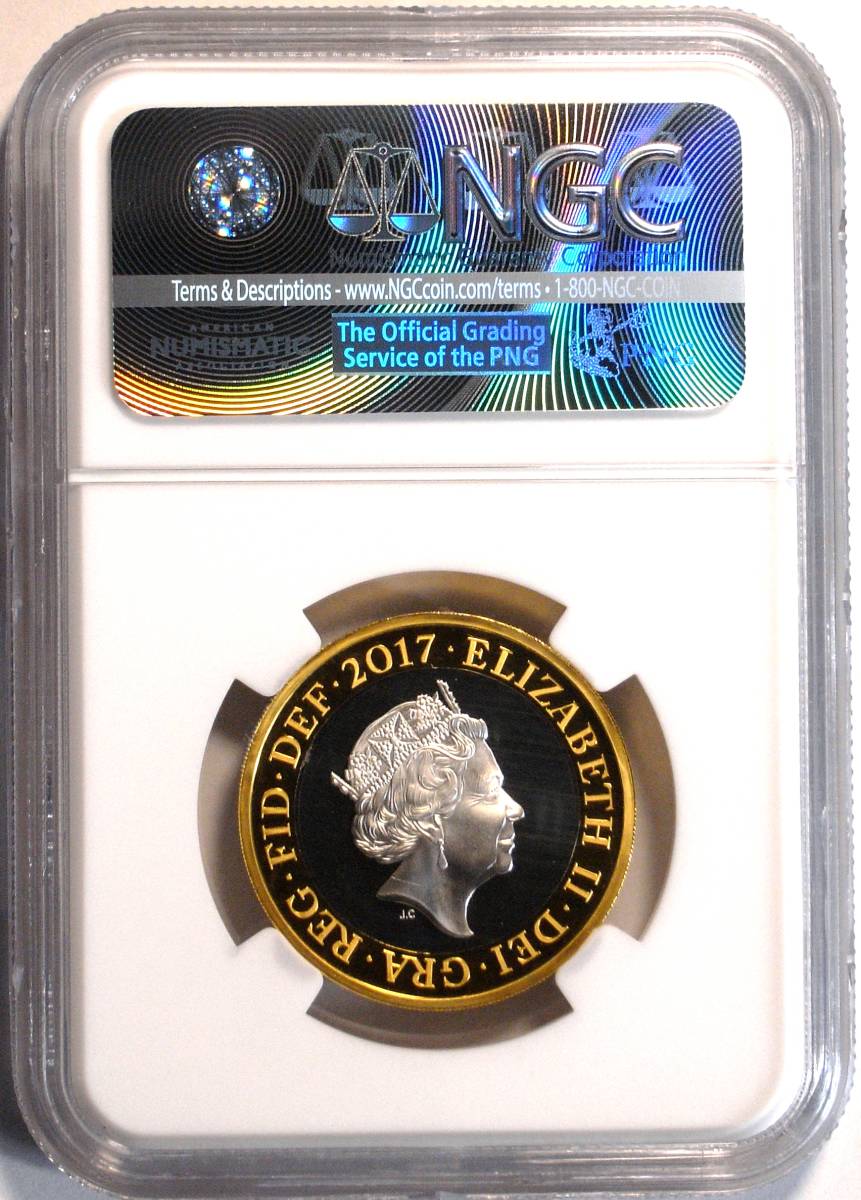 NGC
Numismatic Guaranty Corporation
Terms & Descriptions - www.NGCcoin.com/terms • 1-800-NGC-COIN
AMERICAN
NUMISMATIC
The Official Grading
Service of the PNG
PNG
· ELIZABETH II · DEI · GRA · REG · FID · DEF · 2017
J.C